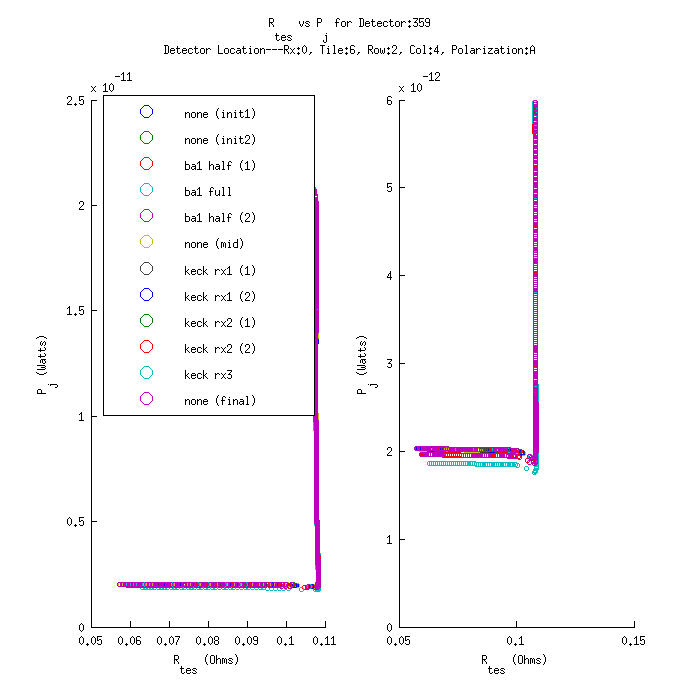 R tes vs P j for Detector:359
Detector Location---Rx:0, Tile:6, Row:2, Col:4, Polarization:A
x 10^-11
2.5
2
1.5
1
0.5
0
0.05 0.06 0.07 0.08 0.09 0.1 0.11
R tes (Ohms)
P j (Watts)
none (init1)
none (init2)
ba1 half (1)
ba1 full
ba1 half (2)
none (mid)
keck rx1 (1)
keck rx1 (2)
keck rx2 (1)
keck rx2 (2)
keck rx3
none (final)
x 10^-12
6
5
4
3
2
1
0
0.05 0.1 0.15
R tes (Ohms)
P j (Watts)